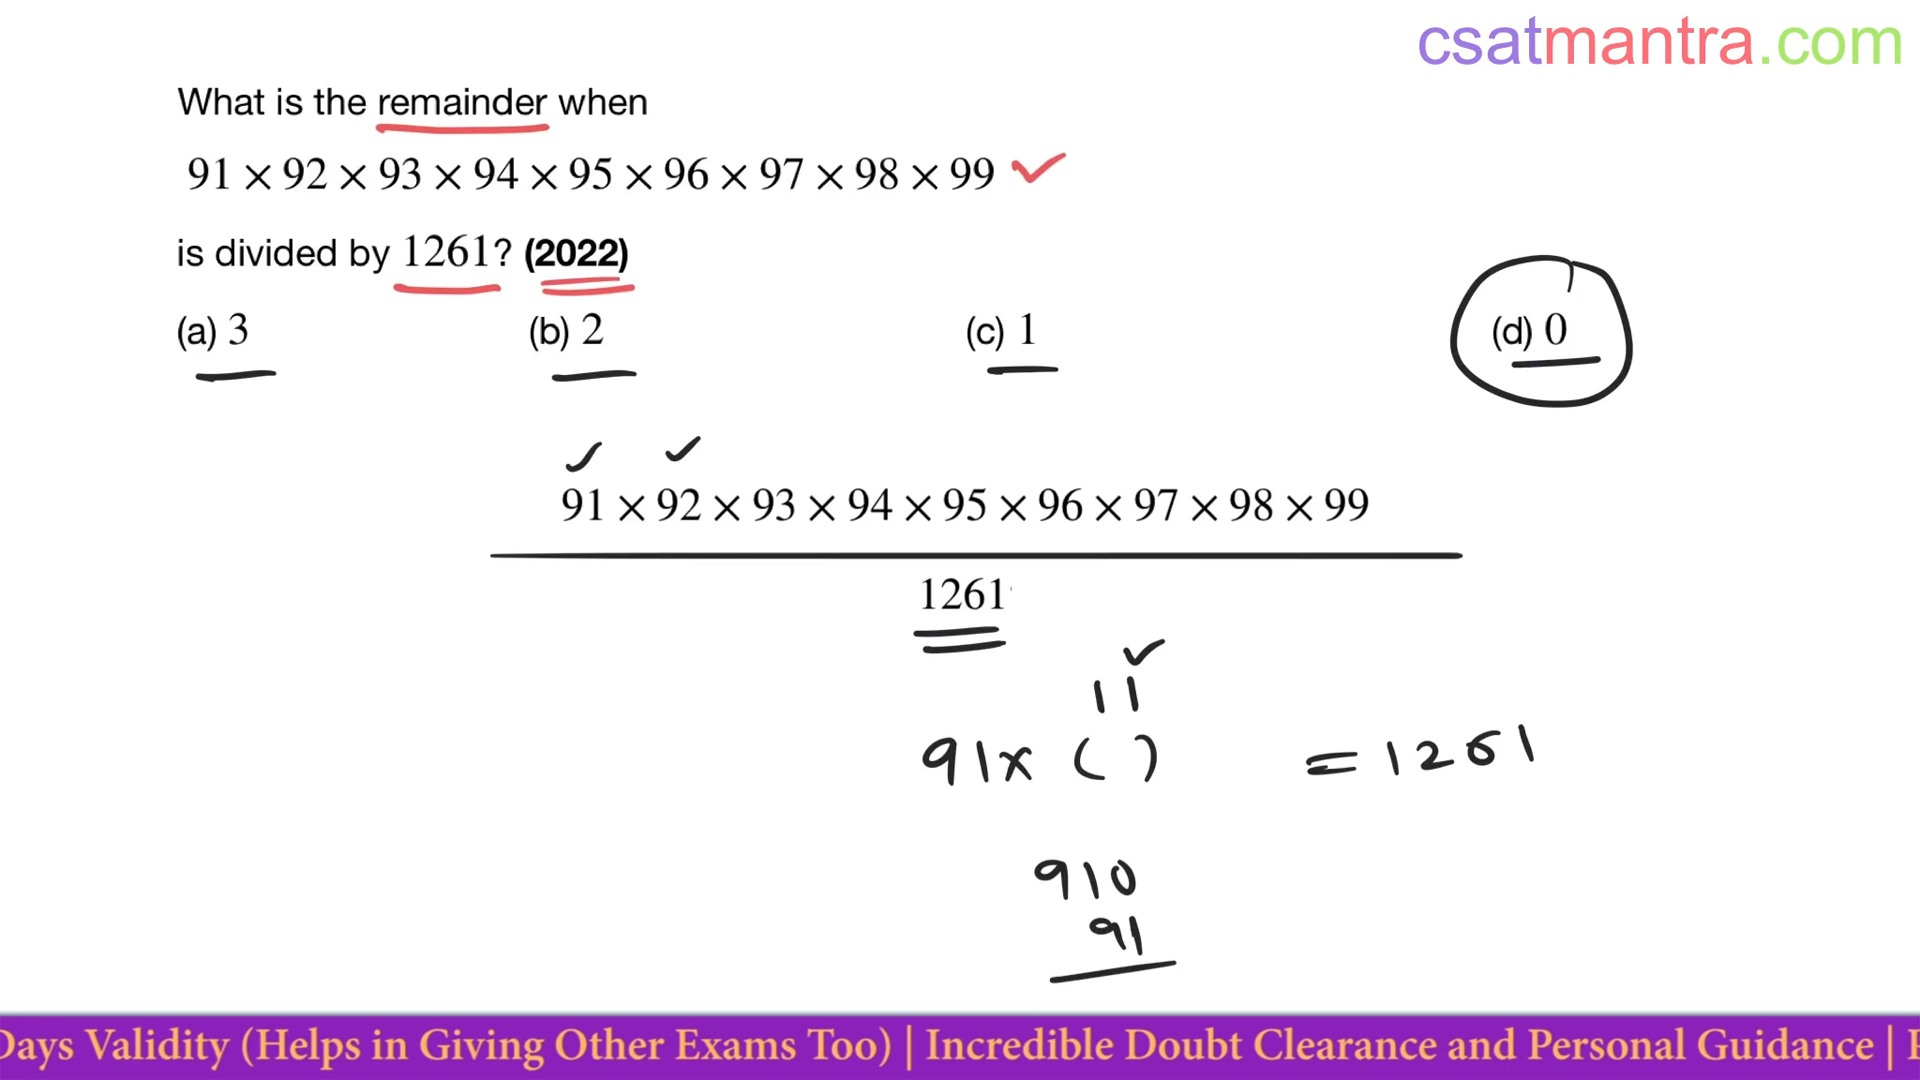 csatmantra.com
What is the remainder when
91 × 92 × 93 × 94 × 95 × 96 × 97 × 98 × 99
is divided by 1261? (2022)
(a) 3 (b) 2 (c) 1 (d) 0
91 × 92 × 93 × 94 × 95 × 96 × 97 × 98 × 99
1261
11
91x ( ) = 1261
910
91
Days Validity (Helps in Giving Other Exams Too) | Incredible Doubt Clearance and Personal Guidance |